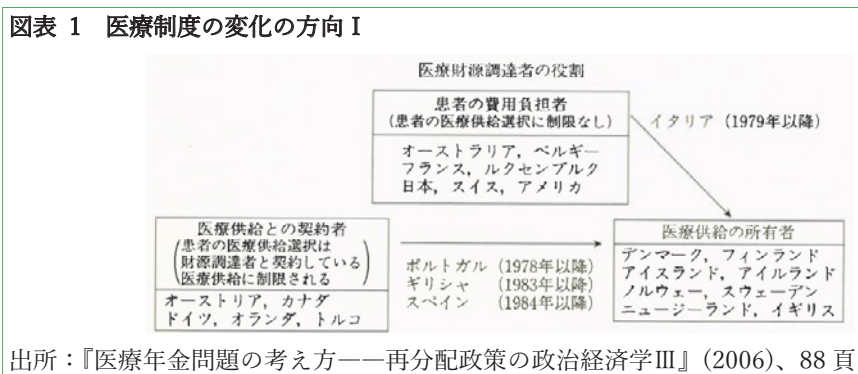 図表 1 医療制度の変化の方向Ⅰ
医療財源調達者の役割
患者の費用負担者
(患者の医療供給選択に制限なし)
オーストラリア，ベルギー
フランス，ルクセンブルク
日本，スイス，アメリカ
イタリア (1979年以降)
医療供給との契約者
(患者の医療供給選択は
財源調達者と契約している
医療供給に制限される)
オーストリア，カナダ
ドイツ，オランダ，トルコ
ポルトガル (1978年以降)
ギリシャ (1983年以降)
スペイン (1984年以降)
医療供給の所有者
デンマーク，フィンランド
アイスランド，アイルランド
ノルウェー，スウェーデン
ニュージーランド，イギリス
出所：『医療年金問題の考え方――再分配政策の政治経済学Ⅲ』(2006)、88 頁